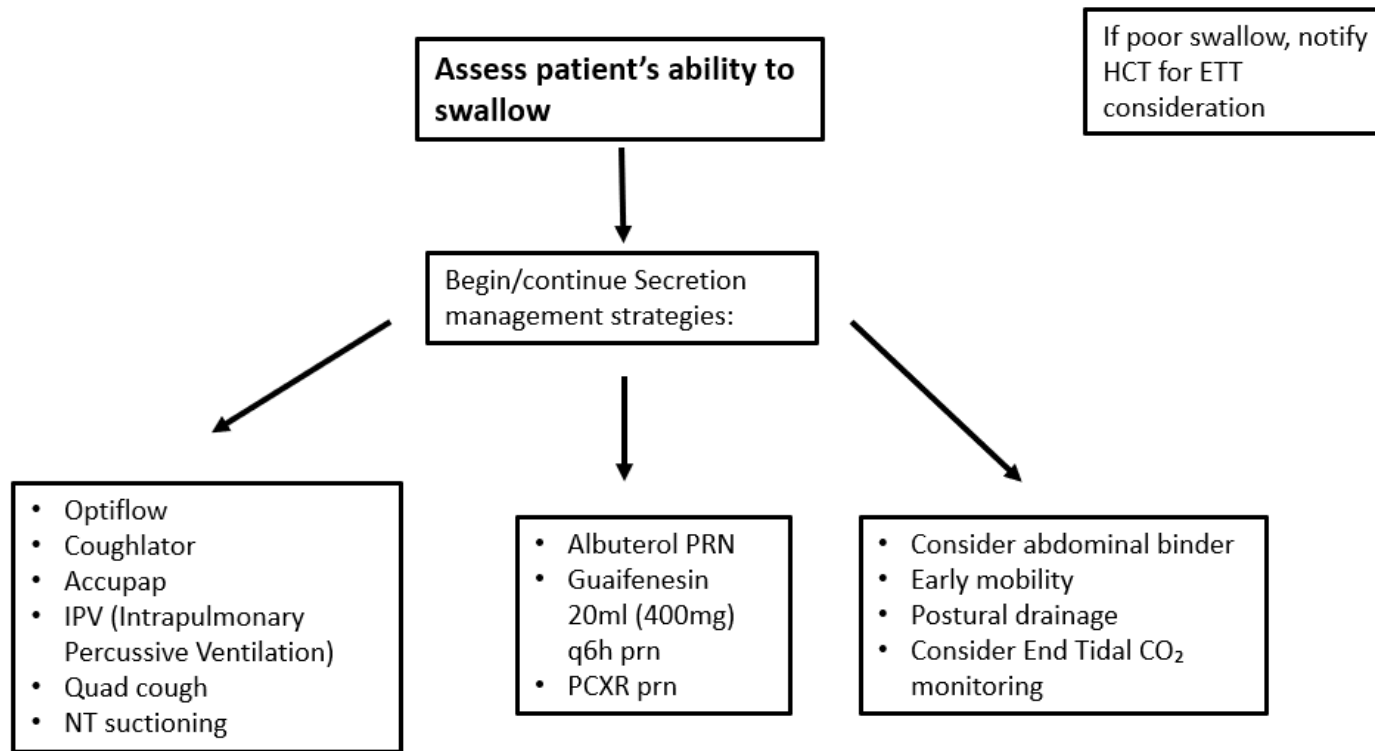 Assess patient's ability to
swallow
If poor swallow, notify
HCT for ETT
consideration
Begin/continue Secretion
management strategies:
• Optiflow
• Coughlator
• Accupap
• IPV (Intrapulmonary
Percussive Ventilation)
• Quad cough
• NT suctioning
• Albuterol PRN
• Guaifenesin
20ml (400mg)
q6h prn
• PCXR prn
• Consider abdominal binder
• Early mobility
• Postural drainage
• Consider End Tidal CO₂
monitoring